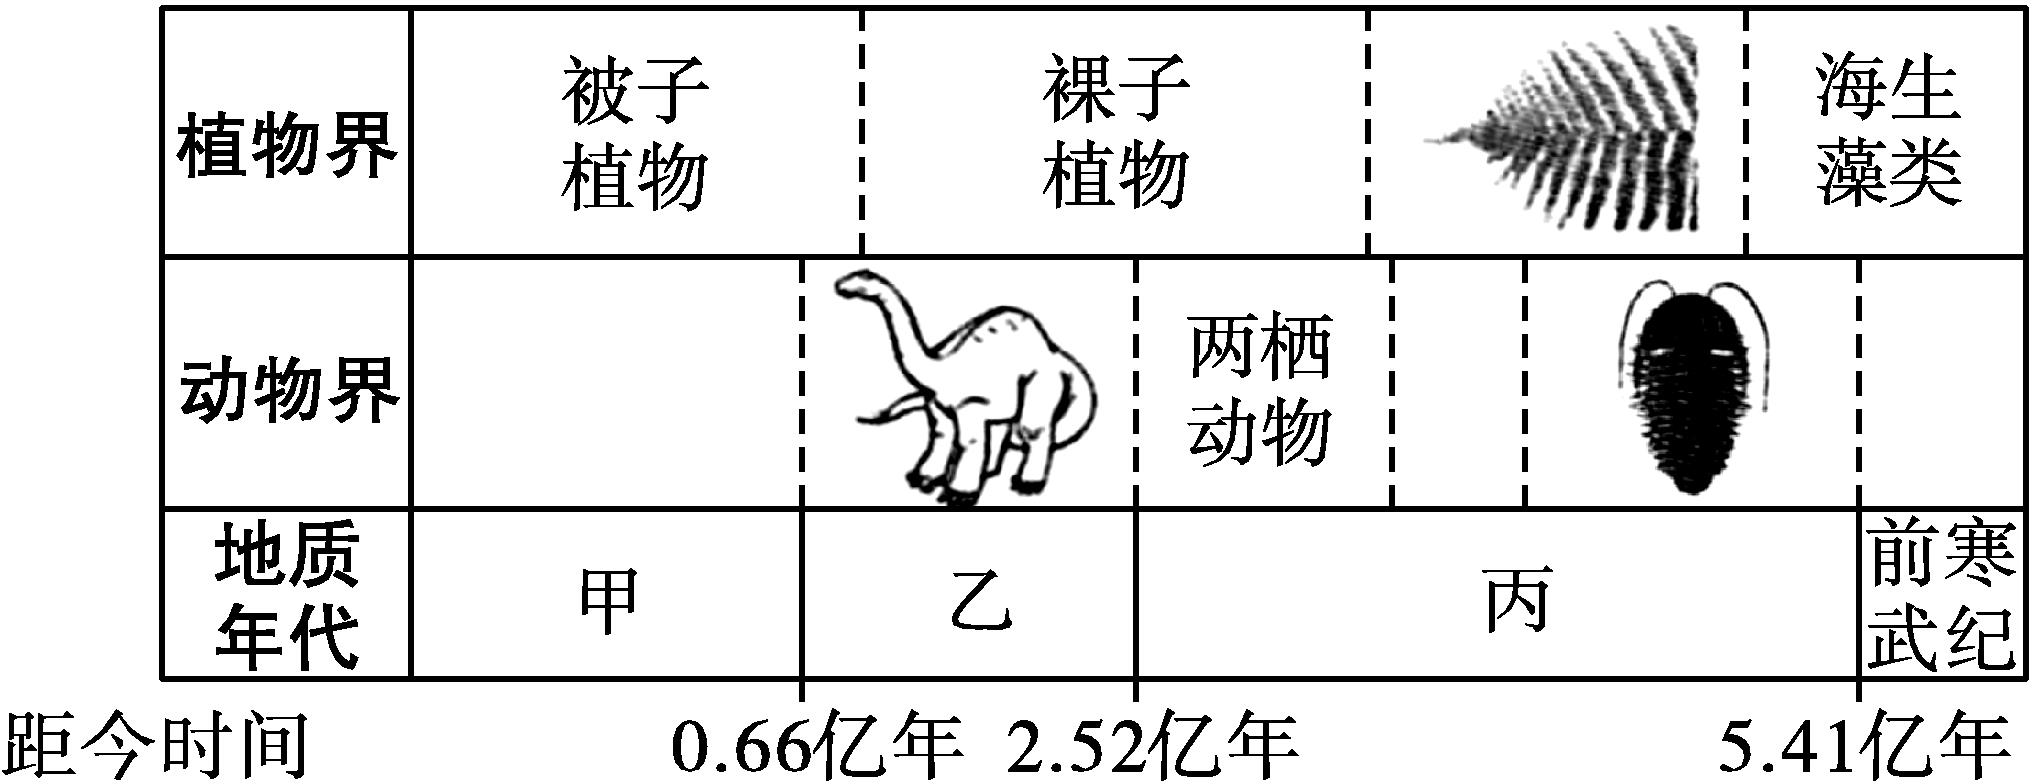 植物界
被子
植物
裸子
植物
海生
藻类
动物界
两栖
动物
地质
年代
甲
乙
丙
前寒
武纪
距今时间
0.66亿年
2.52亿年
5.41亿年